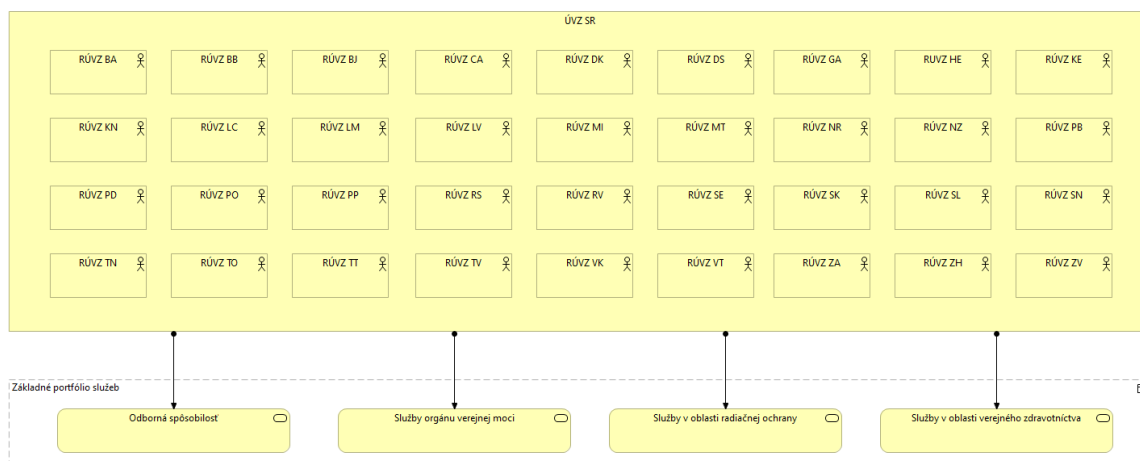 ÚVZ SR
RÚVZ BA RÚVZ BB RÚVZ BJ RÚVZ CA RÚVZ DK RÚVZ DS RÚVZ GA RUVZ HE RÚVZ KE
RÚVZ KN RÚVZ LC RÚVZ LM RÚVZ LV RÚVZ MI RÚVZ MT RÚVZ NR RÚVZ NZ RÚVZ PB
RÚVZ PD RÚVZ PO RÚVZ PP RÚVZ RS RÚVZ RV RÚVZ SE RÚVZ SK RÚVZ SL RÚVZ SN
RÚVZ TN RÚVZ TO RÚVZ TT RÚVZ TV RÚVZ VK RÚVZ VT RÚVZ ZA RÚVZ ZH RÚVZ ZV
Základné portfólio služeb
Odborná spôsobilosť Služby orgánu verejnej moci Služby v oblasti radiačnej ochrany Služby v oblasti verejného zdravotníctva